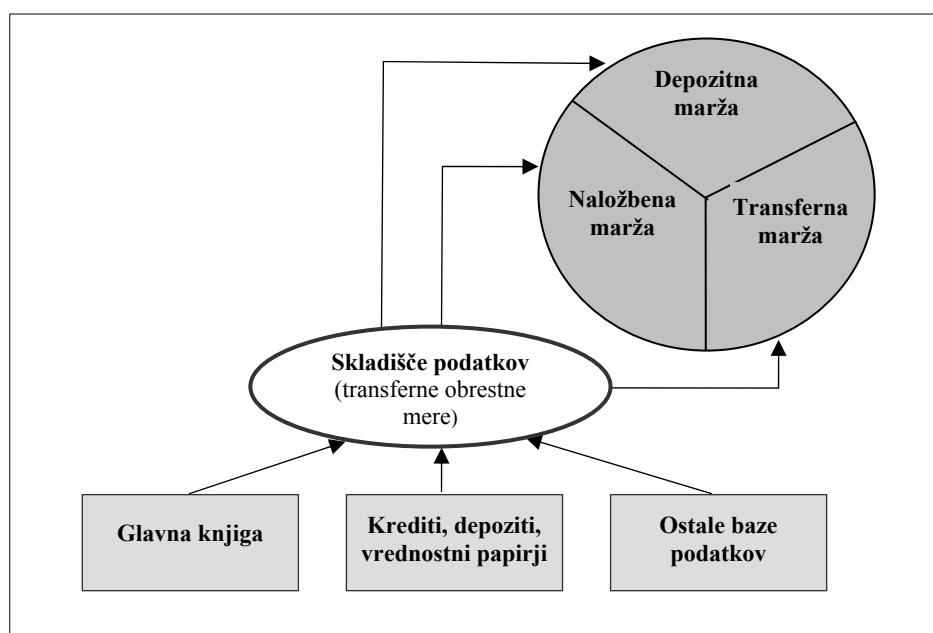 Depozitna
marža
Naložbena
marža
Transferna
marža
Skladišče podatkov
(transferne obrestne
mere)
Glavna knjiga
Krediti, depoziti,
vrednostni papirji
Ostale baze
podatkov